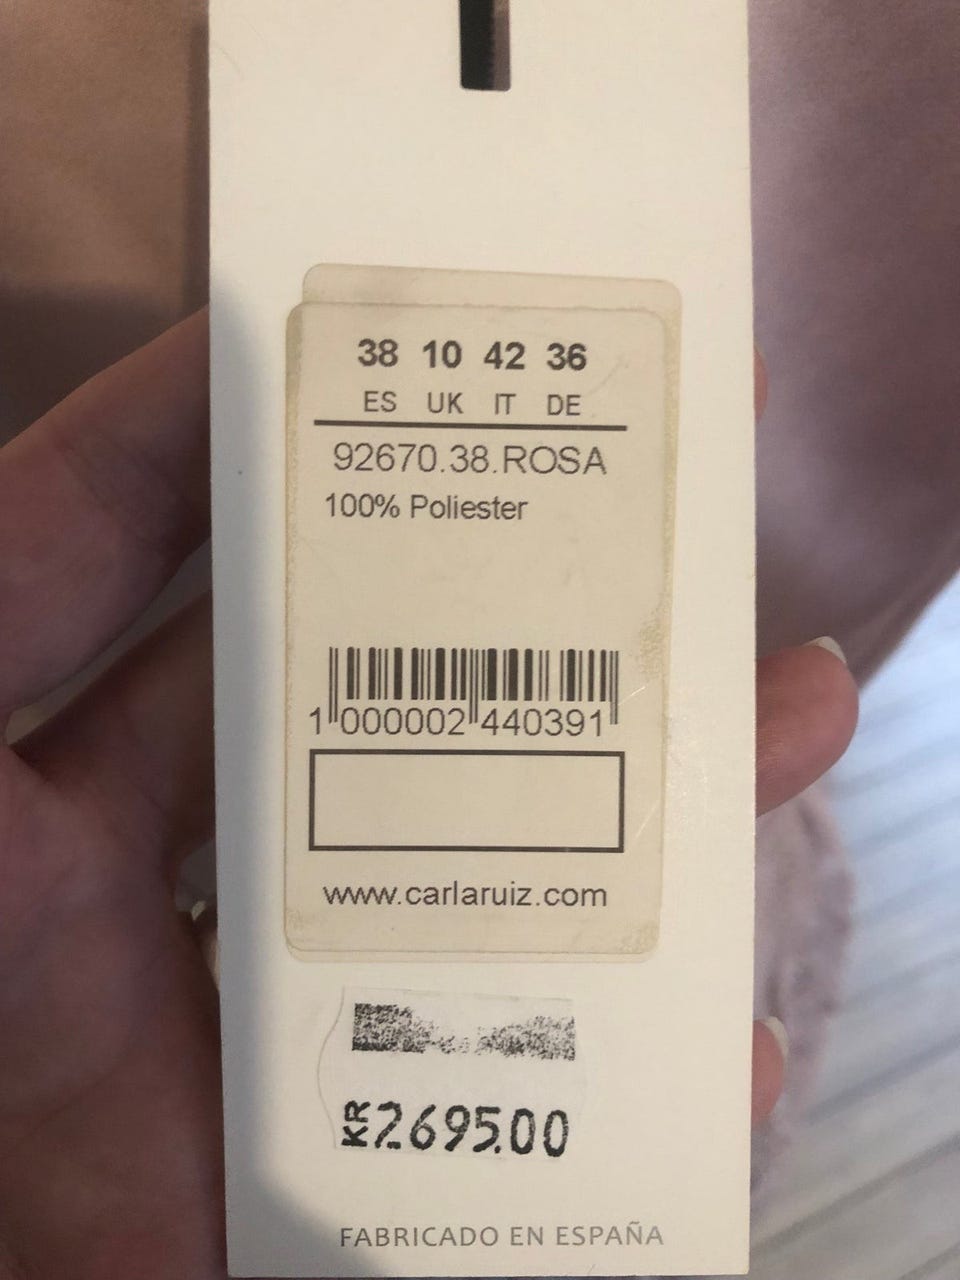 38 10 42 36
ES UK IT DE
92670.38.ROSA
100% Poliester
1 000002 440391
www.carlaruiz.com
KR 2695.00
FABRICADO EN ESPAÑA